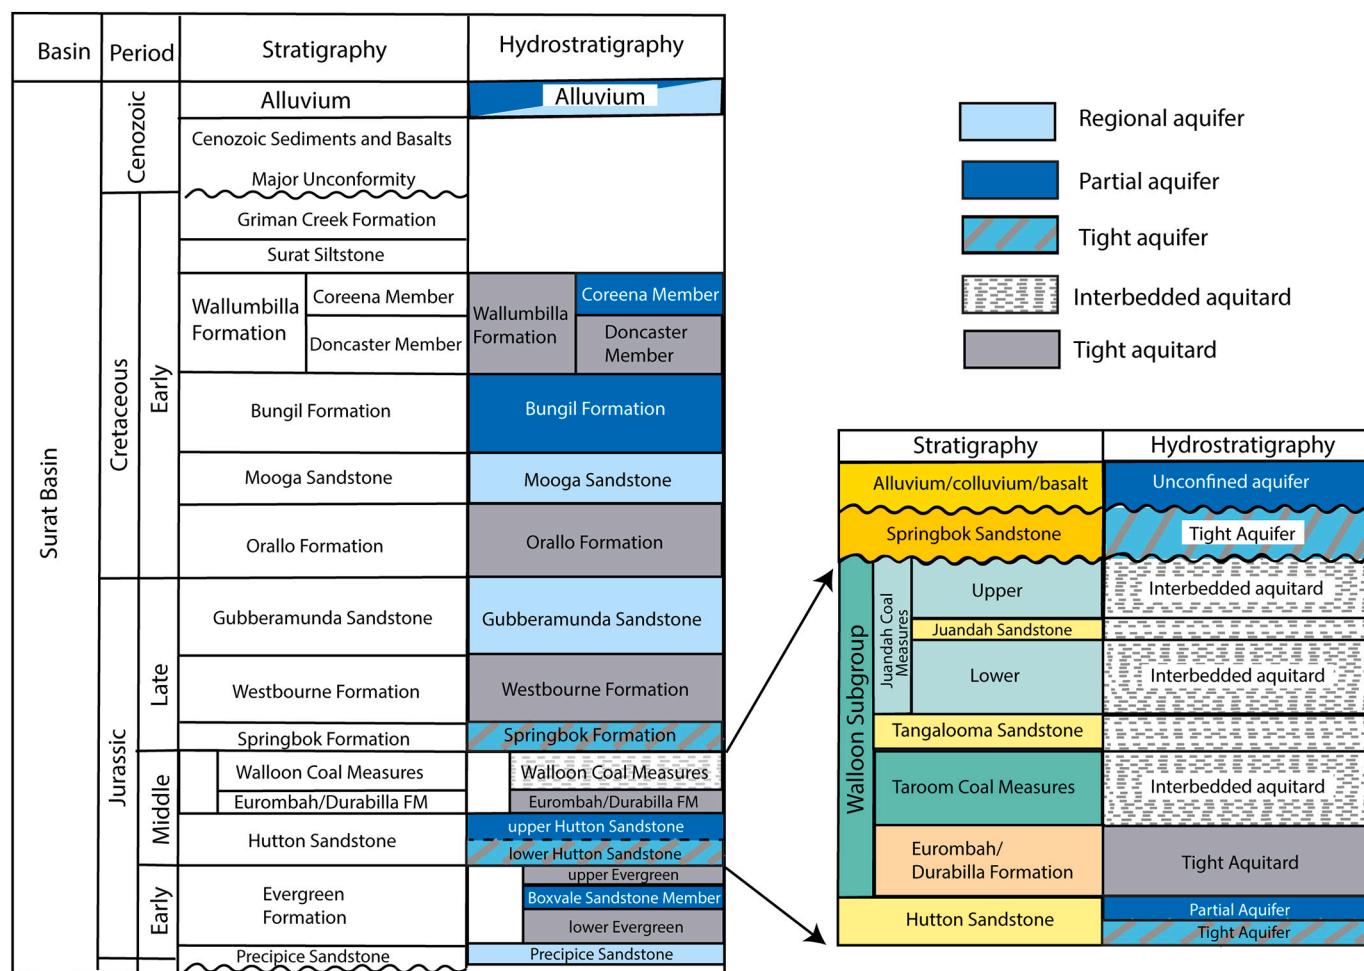 Basin
Period
Stratigraphy
Hydrostratigraphy
Surat Basin
Cenozoic
Alluvium
Alluvium
Cenozoic Sediments and Basalts
Major Unconformity
Cretaceous
Early
Griman Creek Formation
Surat Siltstone
Wallumbilla
Formation
Coreena Member
Doncaster Member
Wallumbilla
Formation
Coreena Member
Doncaster
Member
Bungil Formation
Bungil Formation
Mooga Sandstone
Mooga Sandstone
Orallo Formation
Orallo Formation
Jurassic
Late
Gubberamunda Sandstone
Gubberamunda Sandstone
Westbourne Formation
Westbourne Formation
Springbok Formation
Springbok Formation
Middle
Walloon Coal Measures
Walloon Coal Measures
Eurombah/Durabilla FM
Eurombah/Durabilla FM
Hutton Sandstone
upper Hutton Sandstone
lower Hutton Sandstone
Early
Evergreen
Formation
upper Evergreen
Boxvale Sandstone Member
lower Evergreen
Precipice Sandstone
Precipice Sandstone
Regional aquifer
Partial aquifer
Tight aquifer
Interbedded aquitard
Tight aquitard
Stratigraphy
Hydrostratigraphy
Alluvium/colluvium/basalt
Unconfined aquifer
Springbok Sandstone
Tight Aquifer
Walloon Subgroup
Juandah Coal
Measures
Upper
Interbedded aquitard
Juandah Sandstone
Lower
Interbedded aquitard
Tangalooma Sandstone
Taroom Coal Measures
Interbedded aquitard
Eurombah/
Durabilla Formation
Tight Aquitard
Hutton Sandstone
Partial Aquifer
Tight Aquifer